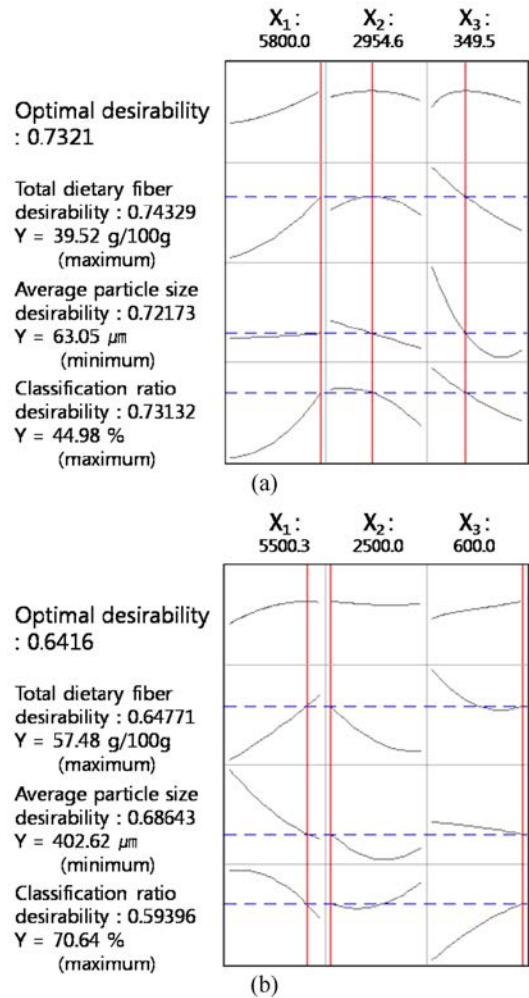 X1: X2: X3:
5800.0 2954.6 349.5
Optimal desirability
: 0.7321
Total dietary fiber
desirability : 0.74329
Y = 39.52 g/100g
(maximum)
Average particle size
desirability : 0.72173
Y = 63.05 ㎛
(minimum)
Classification ratio
desirability : 0.73132
Y = 44.98 %
(maximum)
(a)
X1: X2: X3:
5500.3 2500.0 600.0
Optimal desirability
: 0.6416
Total dietary fiber
desirability : 0.64771
Y = 57.48 g/100g
(maximum)
Average particle size
desirability : 0.68643
Y = 402.62 ㎛
(minimum)
Classification ratio
desirability : 0.59396
Y = 70.64 %
(maximum)
(b)